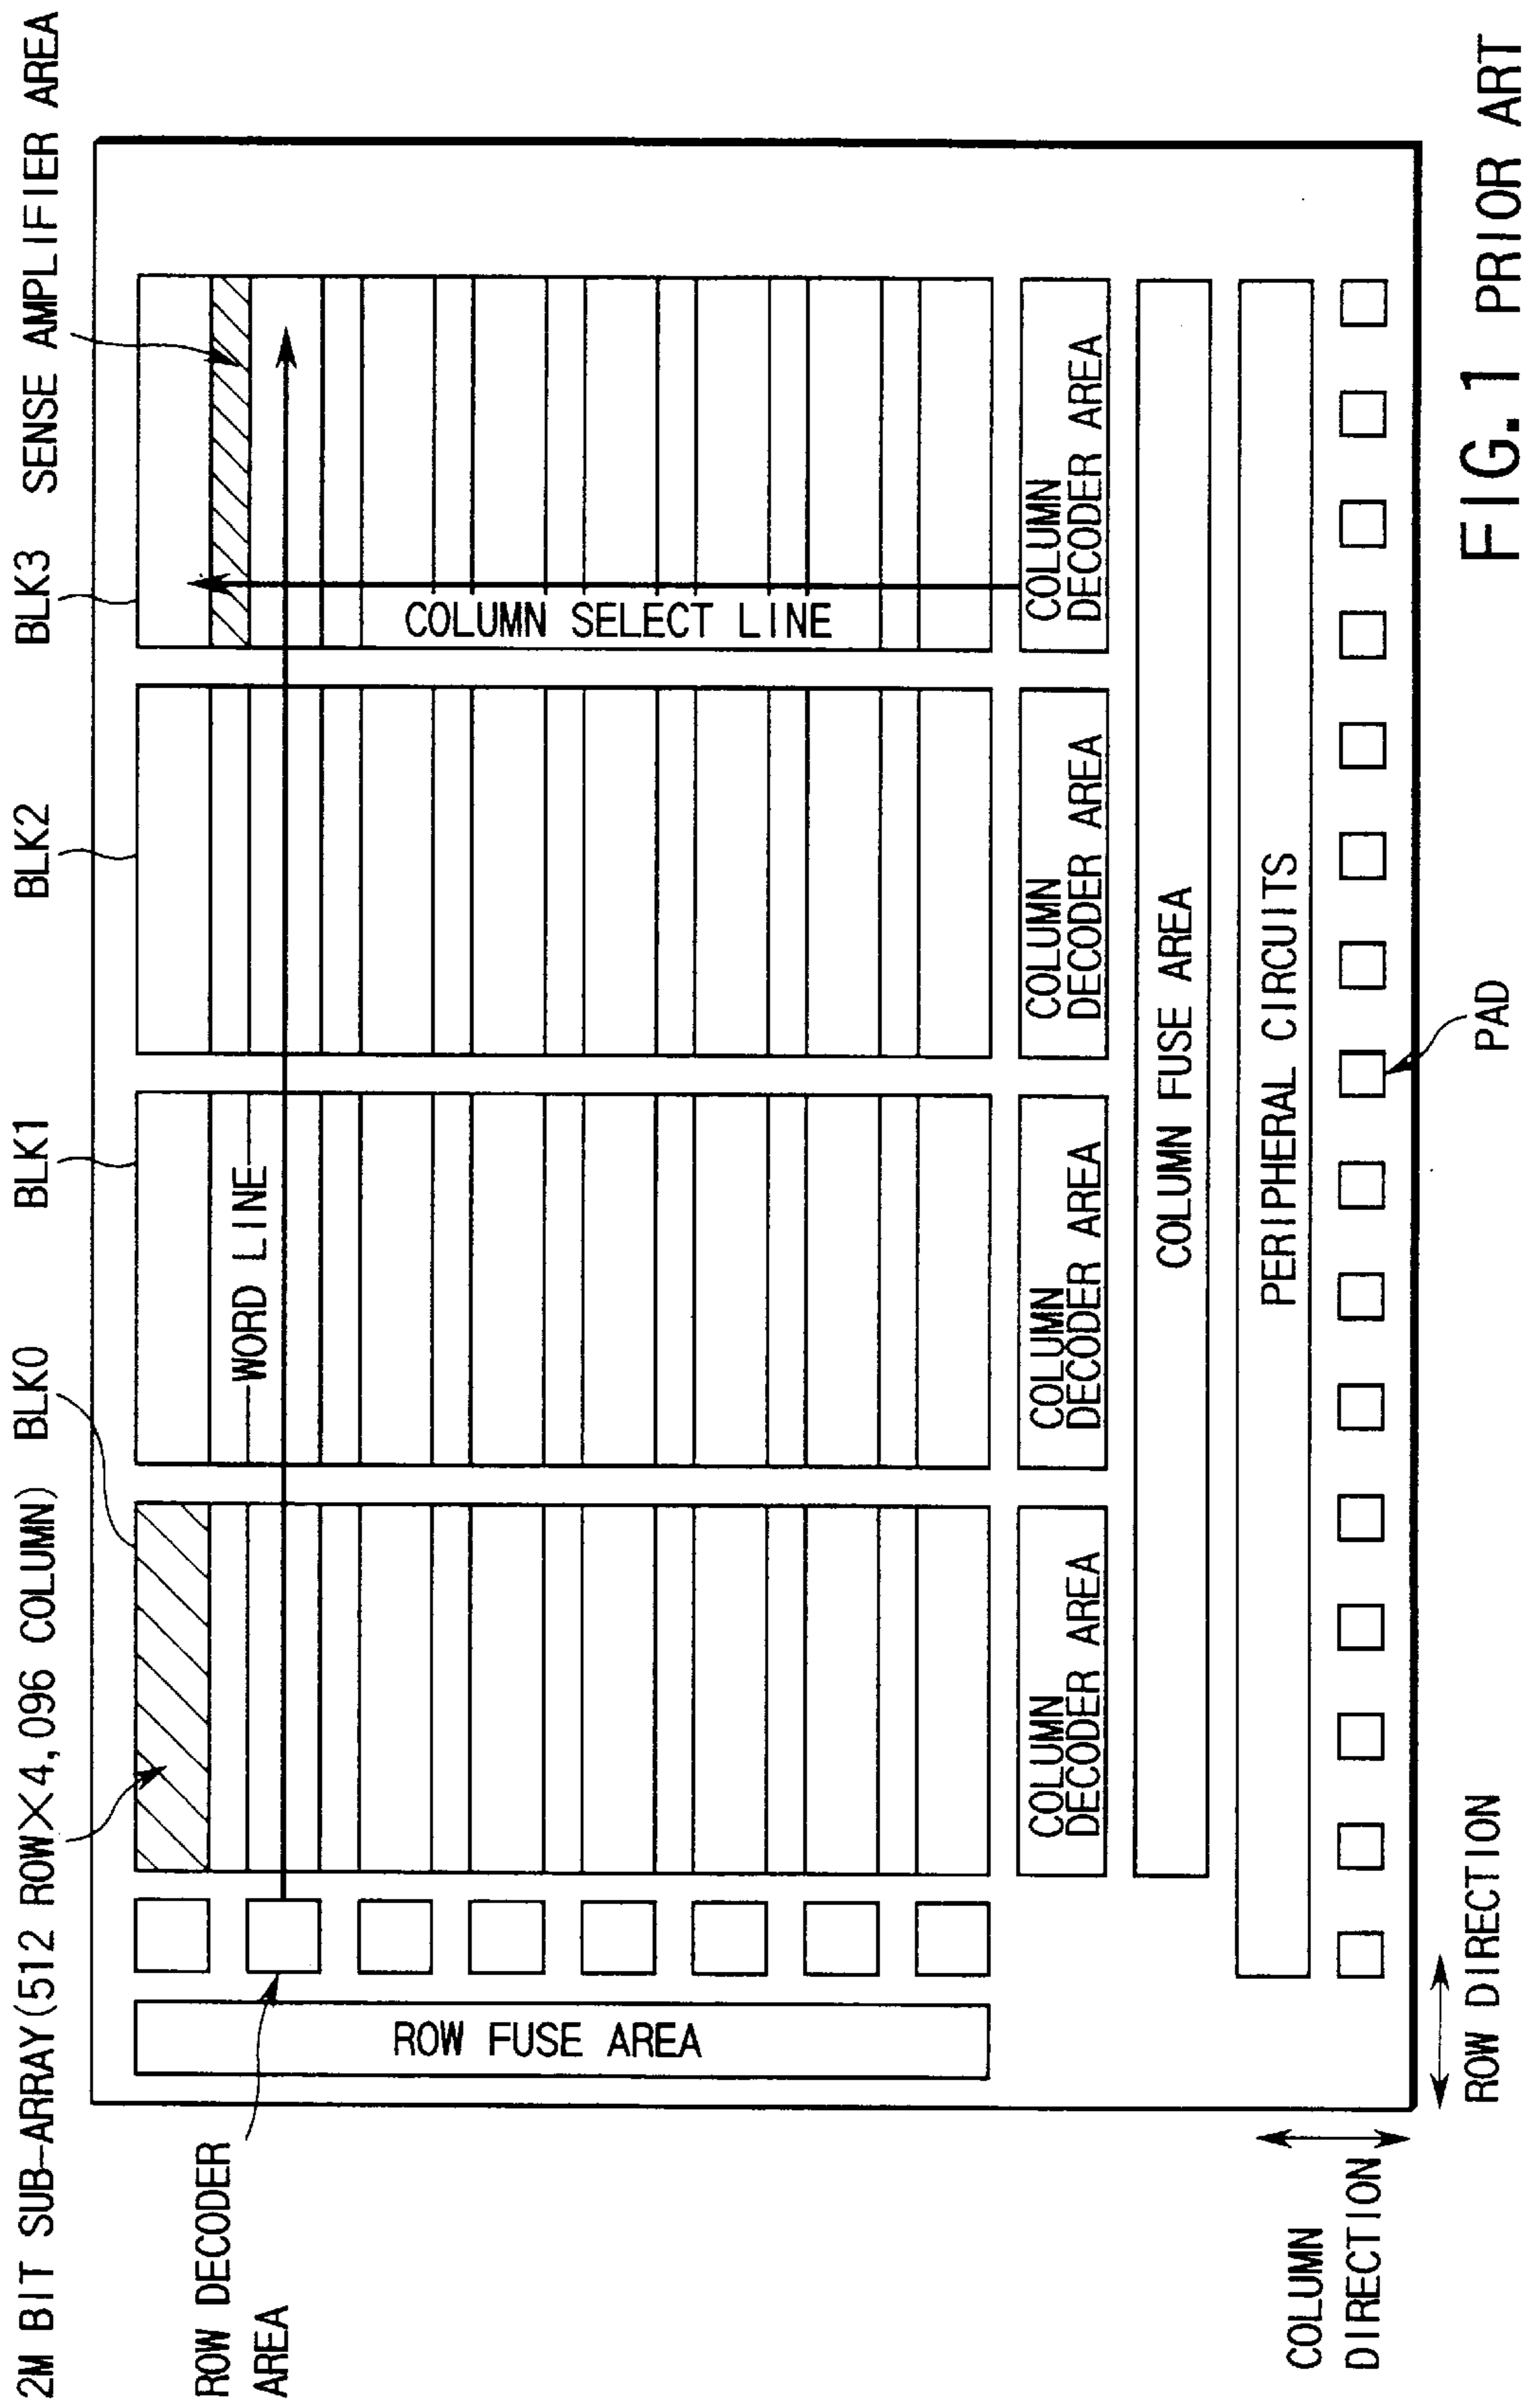 2M BIT SUB-ARRAY(512 ROW×4,096 COLUMN)
BLK0
BLK1
BLK2
BLK3
SENSE AMPLIFIER AREA
ROW DECODER
AREA
WORD LINE
COLUMN SELECT LINE
ROW FUSE AREA
COLUMN
DECODER AREA
COLUMN
DECODER AREA
COLUMN
DECODER AREA
COLUMN
DECODER AREA
COLUMN FUSE AREA
PERIPHERAL CIRCUITS
COLUMN
DIRECTION
ROW DIRECTION
PAD
FIG.1 PRIOR ART